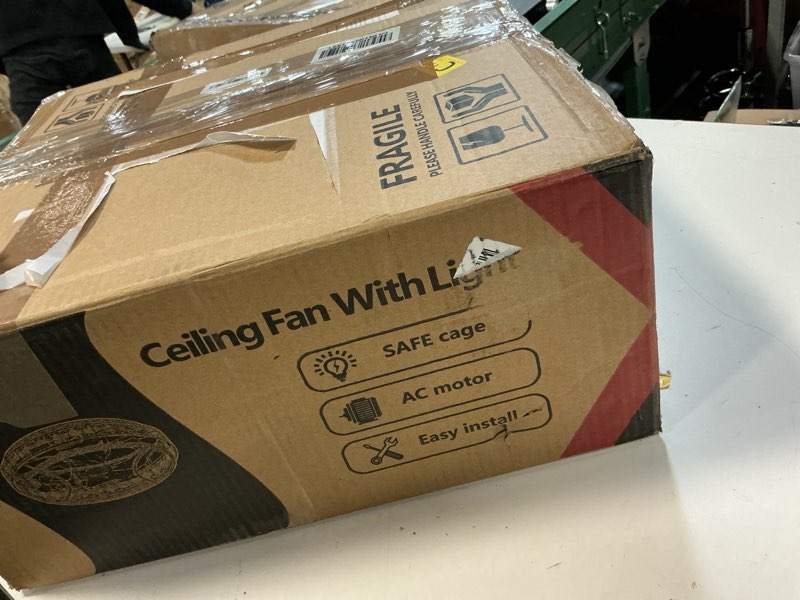 FRAGILE
PLEASE HANDLE CAREFULLY
Ceiling Fan With Light
SAFE cage
AC motor
Easy install